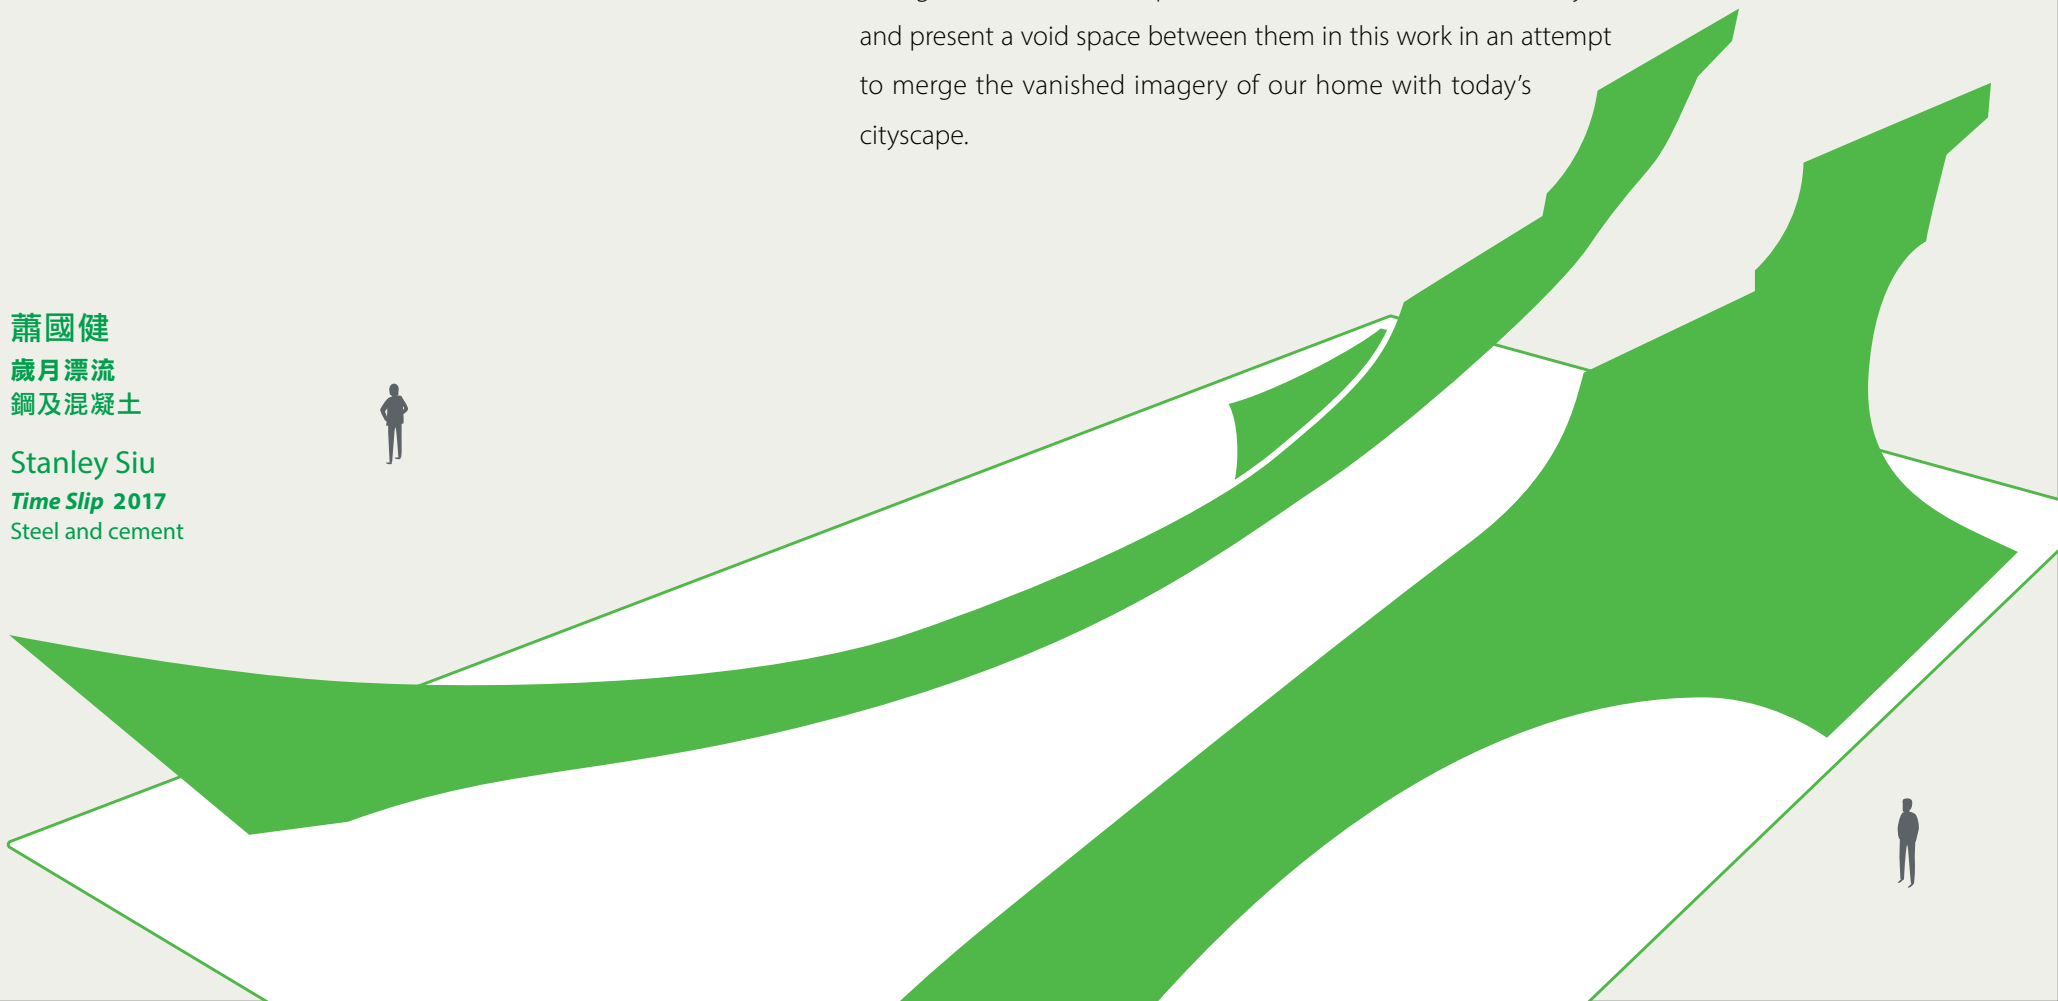 and present a void space between them in this work in an attempt
to merge the vanished imagery of our home with today’s
cityscape.
蕭國健
歲月漂流
鋼及混凝土
Stanley Siu
Time Slip 2017
Steel and cement